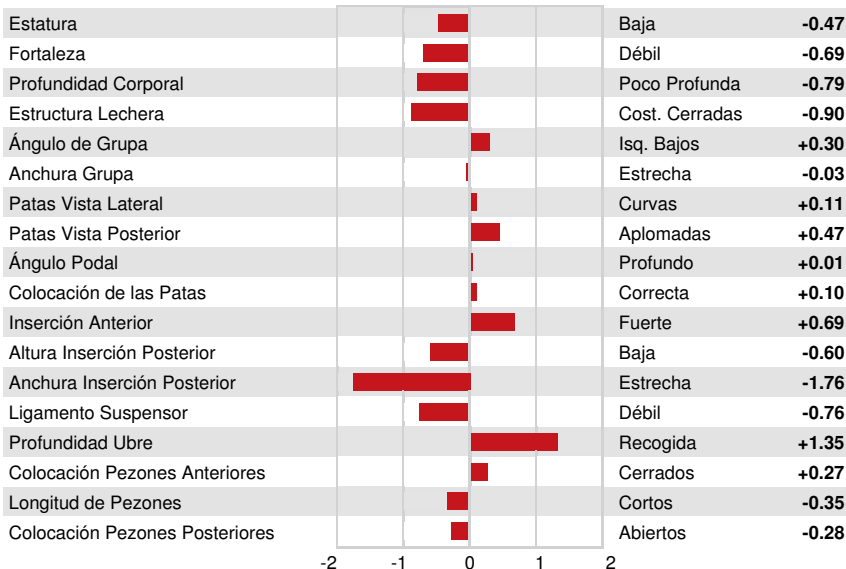 Estatura Baja -0.47
Fortaleza Débil -0.69
Profundidad Corporal Poco Profunda -0.79
Estructura Lechera Cost. Cerradas -0.90
Ángulo de Grupa Isq. Bajos +0.30
Anchura Grupa Estrecha -0.03
Patas Vista Lateral Curvas +0.11
Patas Vista Posterior Aplomadas +0.47
Ángulo Podal Profundo +0.01
Colocación de las Patas Correcta +0.10
Inserción Anterior Fuerte +0.69
Altura Inserción Posterior Baja -0.60
Anchura Inserción Posterior Estrecha -1.76
Ligamento Suspensor Débil -0.76
Profundidad Ubre Recogida +1.35
Colocación Pezones Anteriores Cerrados +0.27
Longitud de Pezones Cortos -0.35
Colocación Pezones Posteriores Abiertos -0.28
-2 -1 0 1 2